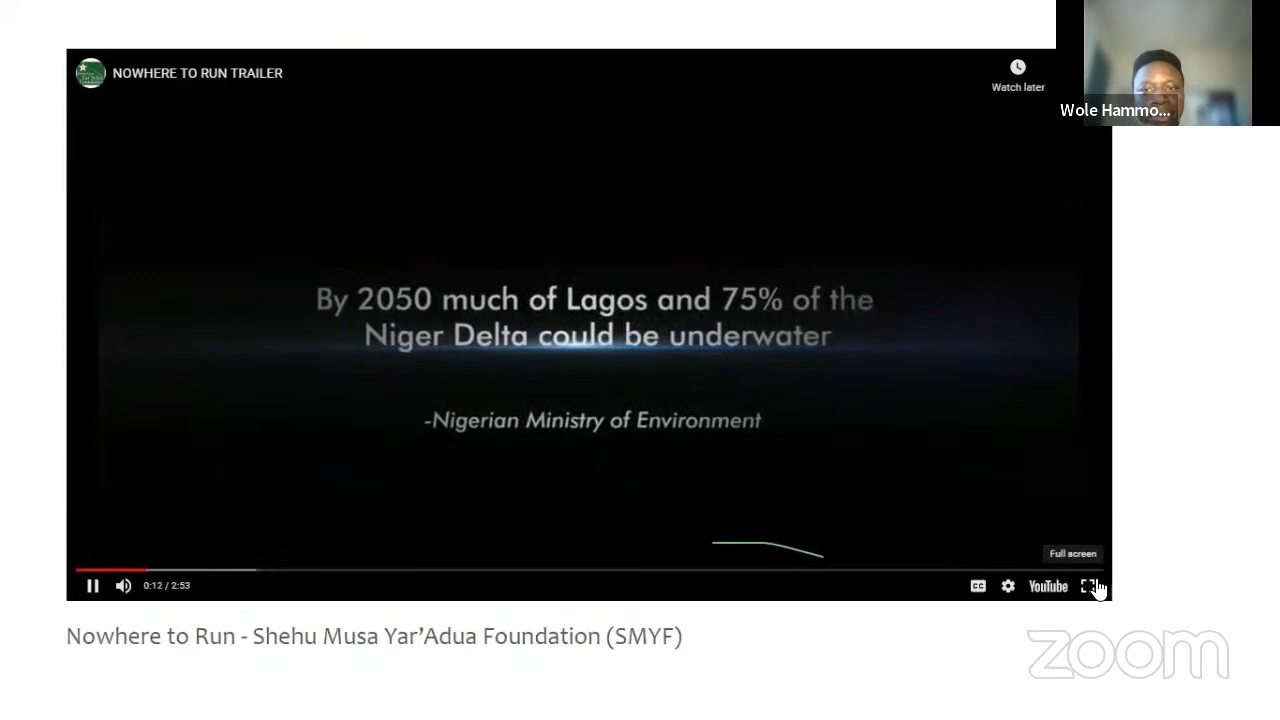 NOWHERE TO RUN TRAILER
Watch later
Wole Hammo...
By 2050 much of Lagos and 75% of the
Niger Delta could be underwater
-Nigerian Ministry of Environment
Full screen
0:12 / 2:53
CC
YouTube
Nowhere to Run - Shehu Musa Yar’Adua Foundation (SMYF)
zoom